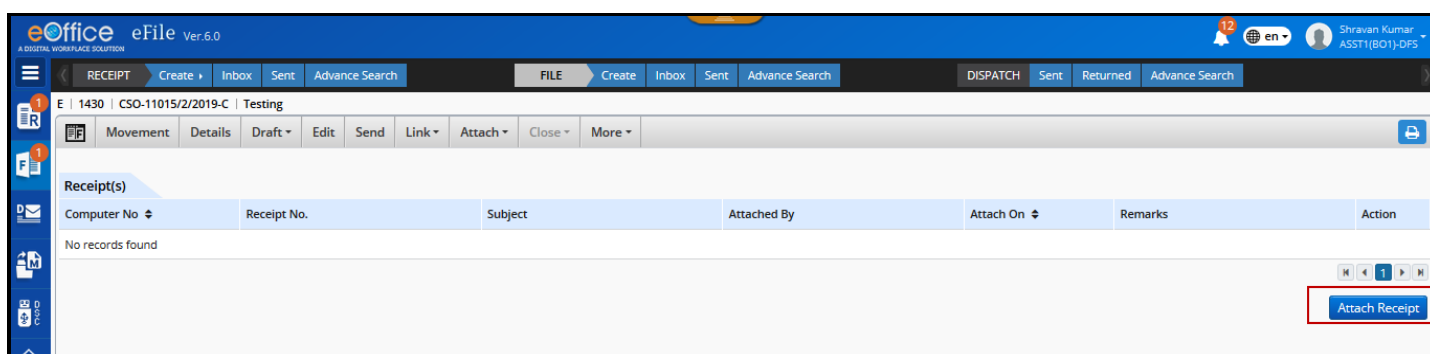 eOffice eFile Ver.6.0
A DIGITAL WORKPLACE SOLUTION
12
en
Shravan Kumar
ASST1(BO1)-DFS
RECEIPT Create Inbox Sent Advance Search FILE Create Inbox Sent Advance Search DISPATCH Sent Returned Advance Search
E | 1430 | CSO-11015/2/2019-C | Testing
1
R
F Movement Details Draft Edit Send Link Attach Close More
1
F
Receipt(s)
Computer No Receipt No. Subject Attached By Attach On Remarks Action
D
No records found
M
1
DSC
Attach Receipt